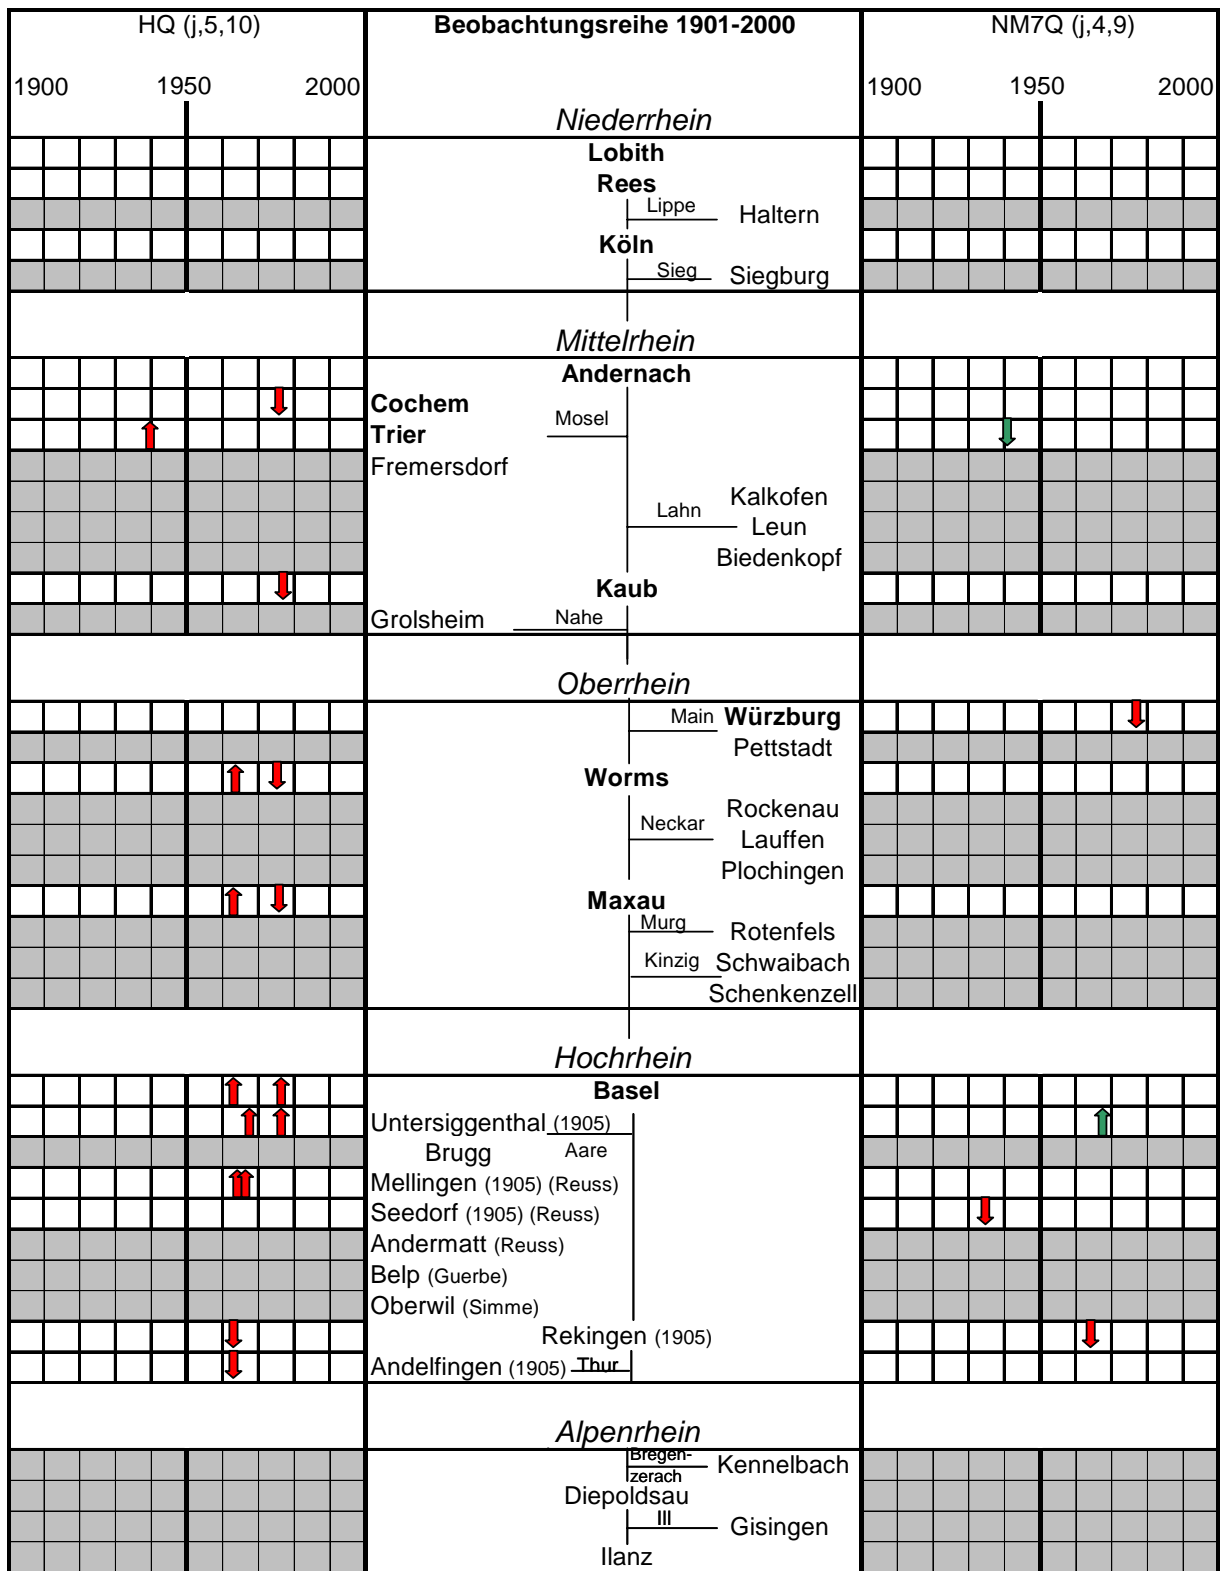 HQ (j,5,10) Beobachtungsreihe 1901-2000 NM7Q (j,4,9)
1900 1950 2000 1900 1950 2000
Niederrhein
Lobith
Rees
Lippe Haltern
Köln
Sieg Siegburg
Mittelrhein
Andernach
Cochem
Mosel
Trier
Fremersdorf
Kalkofen
Lahn
Leun
Biedenkopf
Kaub
Grolsheim Nahe
Oberrhein
Main Würzburg
Pettstadt
Worms
Rockenau
Neckar
Lauffen
Plochingen
Maxau
Murg Rotenfels
Kinzig Schwaibach
Schenkenzell
Hochrhein
Basel
Untersiggenthal (1905)
Brugg Aare
Mellingen (1905) (Reuss)
Seedorf (1905) (Reuss)
Andermatt (Reuss)
Belp (Guerbe)
Oberwil (Simme)
Rekingen (1905)
Andelfingen (1905) Thur
Alpenrhein
Bregen-
zerach Kennelbach
Diepoldsau
Ill Gisingen
Ilanz